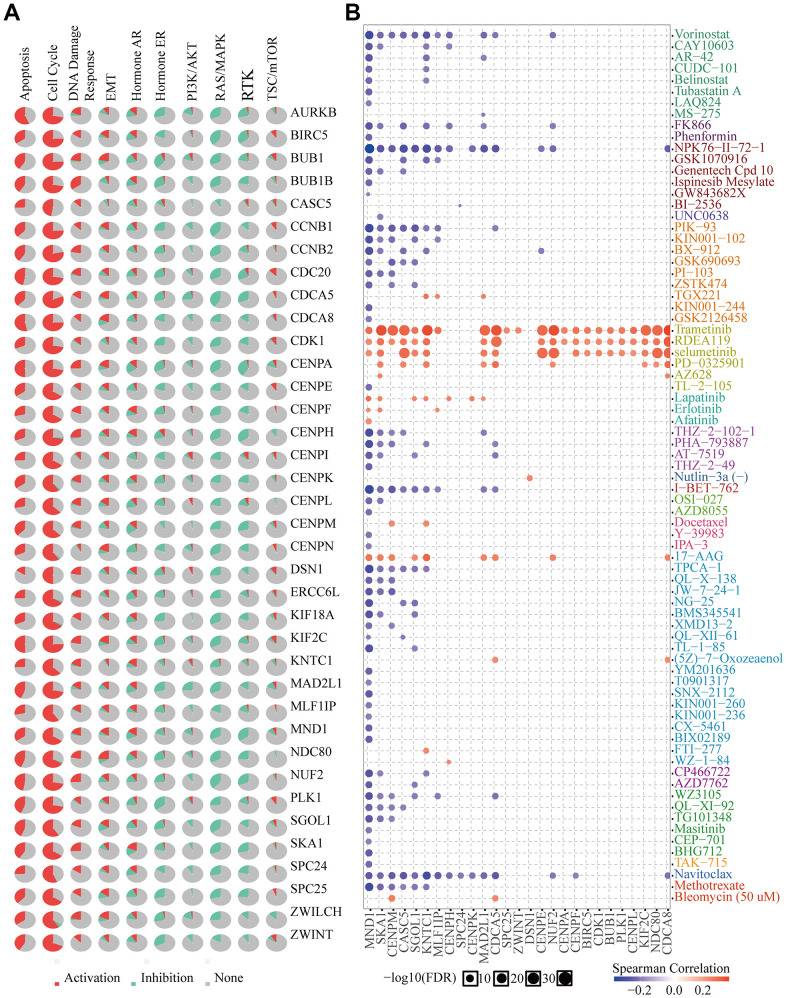 A
Apoptosis
Cell Cycle
DNA Damage
Response
EMT
Hormone AR
Hormone ER
PI3K/AKT
RAS/MAPK
RTK
TSC/mTOR
AURKB
BIRC5
BUB1
BUB1B
CASC5
CCNB1
CCNB2
CDC20
CDCA5
CDCA8
CDK1
CENPA
CENPE
CENPF
CENPH
CENPI
CENPK
CENPL
CENPM
CENPN
DSN1
ERCC6L
KIF18A
KIF2C
KNTC1
MAD2L1
MLF1IP
MND1
NDC80
NUF2
PLK1
SGOL1
SKA1
SPC24
SPC25
ZWILCH
ZWINT
Activation
Inhibition
None
B
Vorinostat
CAY10603
AR-42
CUDC-101
Belinostat
Tubastatin A
LAQ824
MS-275
FK866
Phenformin
NPK76-II-72-1
GSK1070916
Genentech Cpd 10
Ispinesib Mesylate
GW843682X
BI-2536
UNC0638
PIK-93
KIN001-102
BX-912
GSK690693
PI-103
ZSTK474
TGX221
KIN001-244
GSK2126458
Trametinib
RDEA119
selumetinib
PD-0325901
AZ628
TL-2-105
Lapatinib
Erlotinib
Afatinib
THZ-2-102-1
PHA-793887
AT-7519
THZ-2-49
Nutlin-3a (-)
I-BET-762
OSI-027
AZD8055
Docetaxel
Y-39983
IPA-3
17-AAG
TPCA-1
QL-X-138
JW-7-24-1
NG-25
BMS345541
XMD13-2
QL-XII-61
TL-1-85
(5Z)-7-Oxozeaenol
YM201636
T0901317
SNX-2112
KIN001-260
KIN001-236
CX-5461
BIX02189
FTI-277
WZ-1-84
CP466722
AZD7762
WZ3105
QL-XI-92
TG101348
Masitinib
CEP-701
BHG712
TAK-715
Navitoclax
Methotrexate
Bleomycin (50 uM)
MND1
SKA1
CENPM
CASC5
SGOL1
KNTC1
MLF1IP
CENPH
SPC24
CENPK
MAD2L1
CDCA5
SPC25
ZWINT
DSN1
CENPE
NUF2
CENPA
CENPF
BIRC5
CDK1
BUB1
PLK1
CENPL
KIF2C
NDC80
CDCA8
-log10(FDR)
10
20
30
Spearman Correlation
-0.2
0.0
0.2